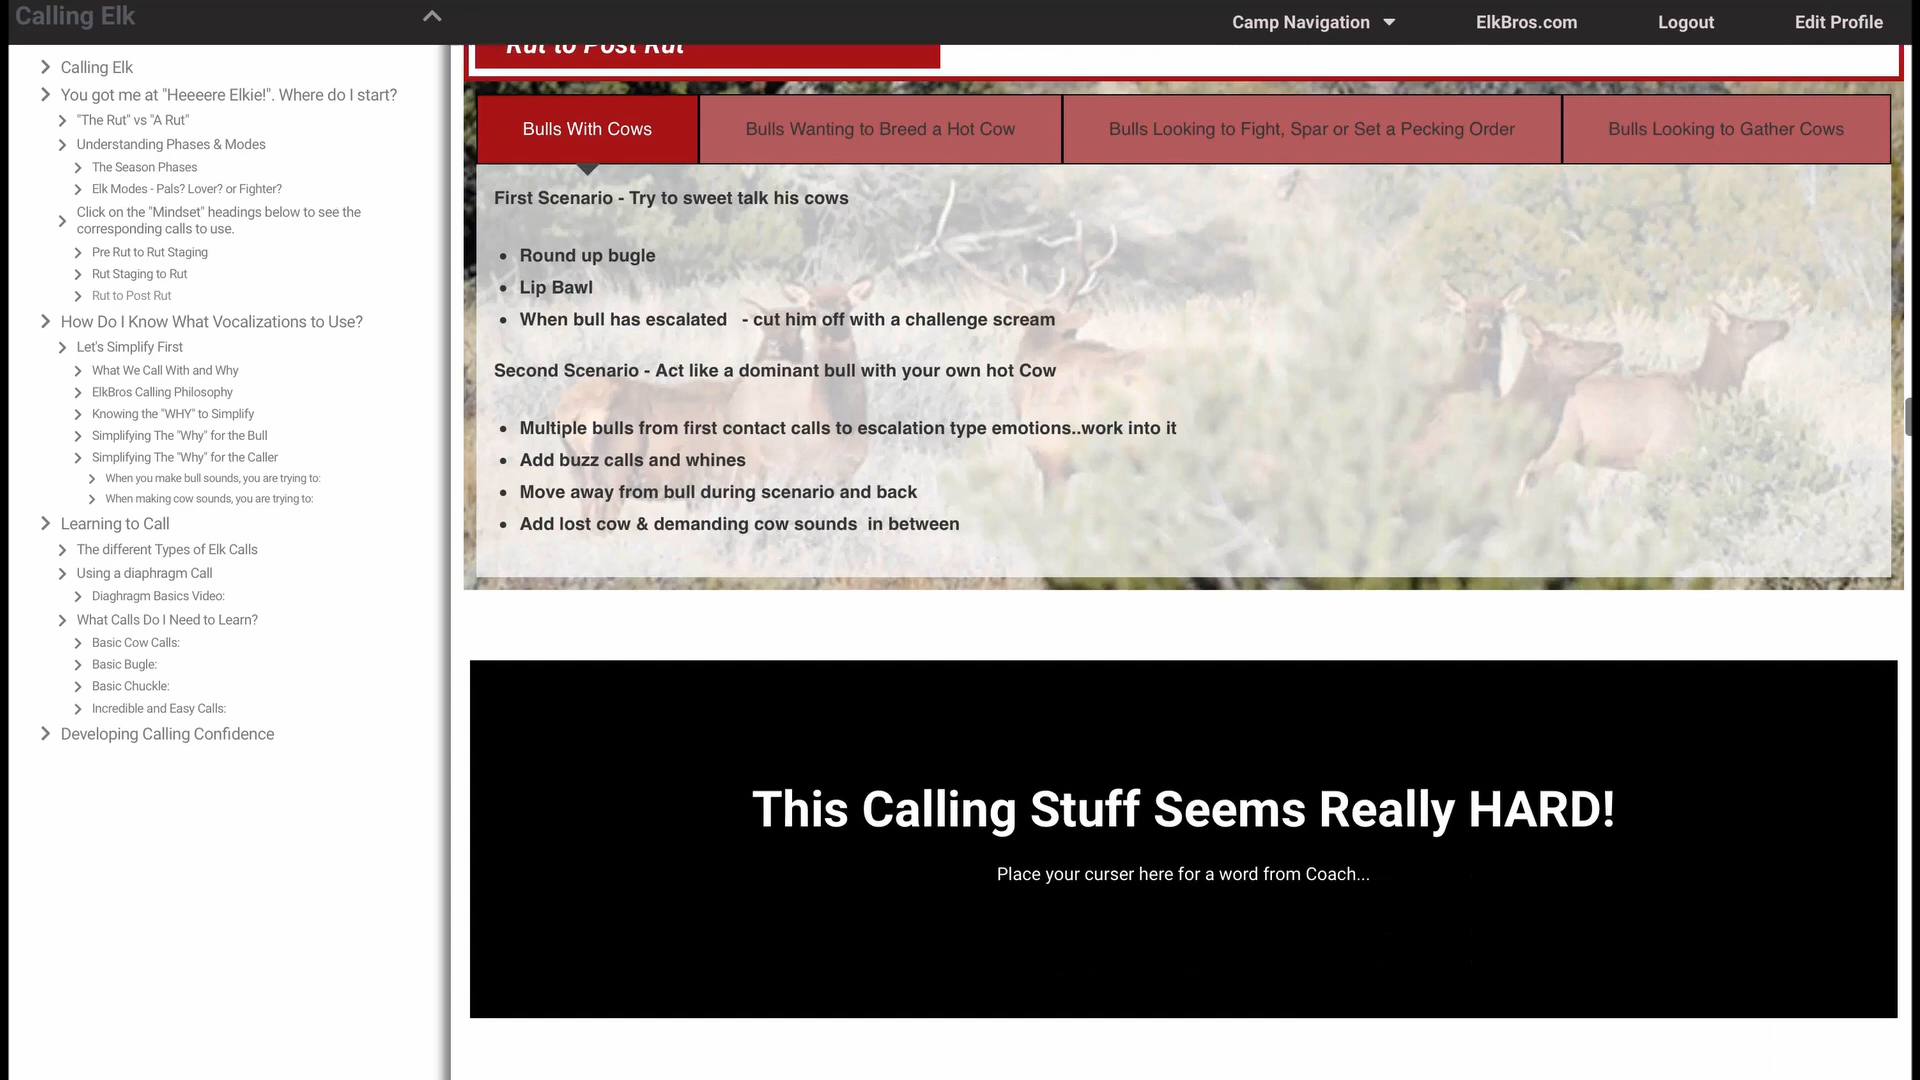 Calling Elk
Camp Navigation
ElkBros.com
Logout
Edit Profile
Calling Elk
You got me at "Heeeere Elkie!". Where do I start?
"The Rut" vs "A Rut"
Understanding Phases & Modes
The Season Phases
Elk Modes - Pals? Lover? or Fighter?
Click on the "Mindset" headings below to see the
corresponding calls to use.
Pre Rut to Rut Staging
Rut Staging to Rut
Rut to Post Rut
How Do I Know What Vocalizations to Use?
Let's Simplify First
What We Call With and Why
ElkBros Calling Philosophy
Knowing the "WHY" to Simplify
Simplifying The "Why" for the Bull
Simplifying The "Why" for the Caller
When you make bull sounds, you are trying to:
When making cow sounds, you are trying to:
Learning to Call
The different Types of Elk Calls
Using a diaphragm Call
Diaghragm Basics Video:
What Calls Do I Need to Learn?
Basic Cow Calls:
Basic Bugle:
Basic Chuckle:
Incredible and Easy Calls:
Developing Calling Confidence
Rut to Post Rut
Bulls With Cows
Bulls Wanting to Breed a Hot Cow
Bulls Looking to Fight, Spar or Set a Pecking Order
Bulls Looking to Gather Cows
First Scenario - Try to sweet talk his cows
• Round up bugle
• Lip Bawl
• When bull has escalated - cut him off with a challenge scream
Second Scenario - Act like a dominant bull with your own hot Cow
• Multiple bulls from first contact calls to escalation type emotions..work into it
• Add buzz calls and whines
• Move away from bull during scenario and back
• Add lost cow & demanding cow sounds in between
This Calling Stuff Seems Really HARD!
Place your curser here for a word from Coach...